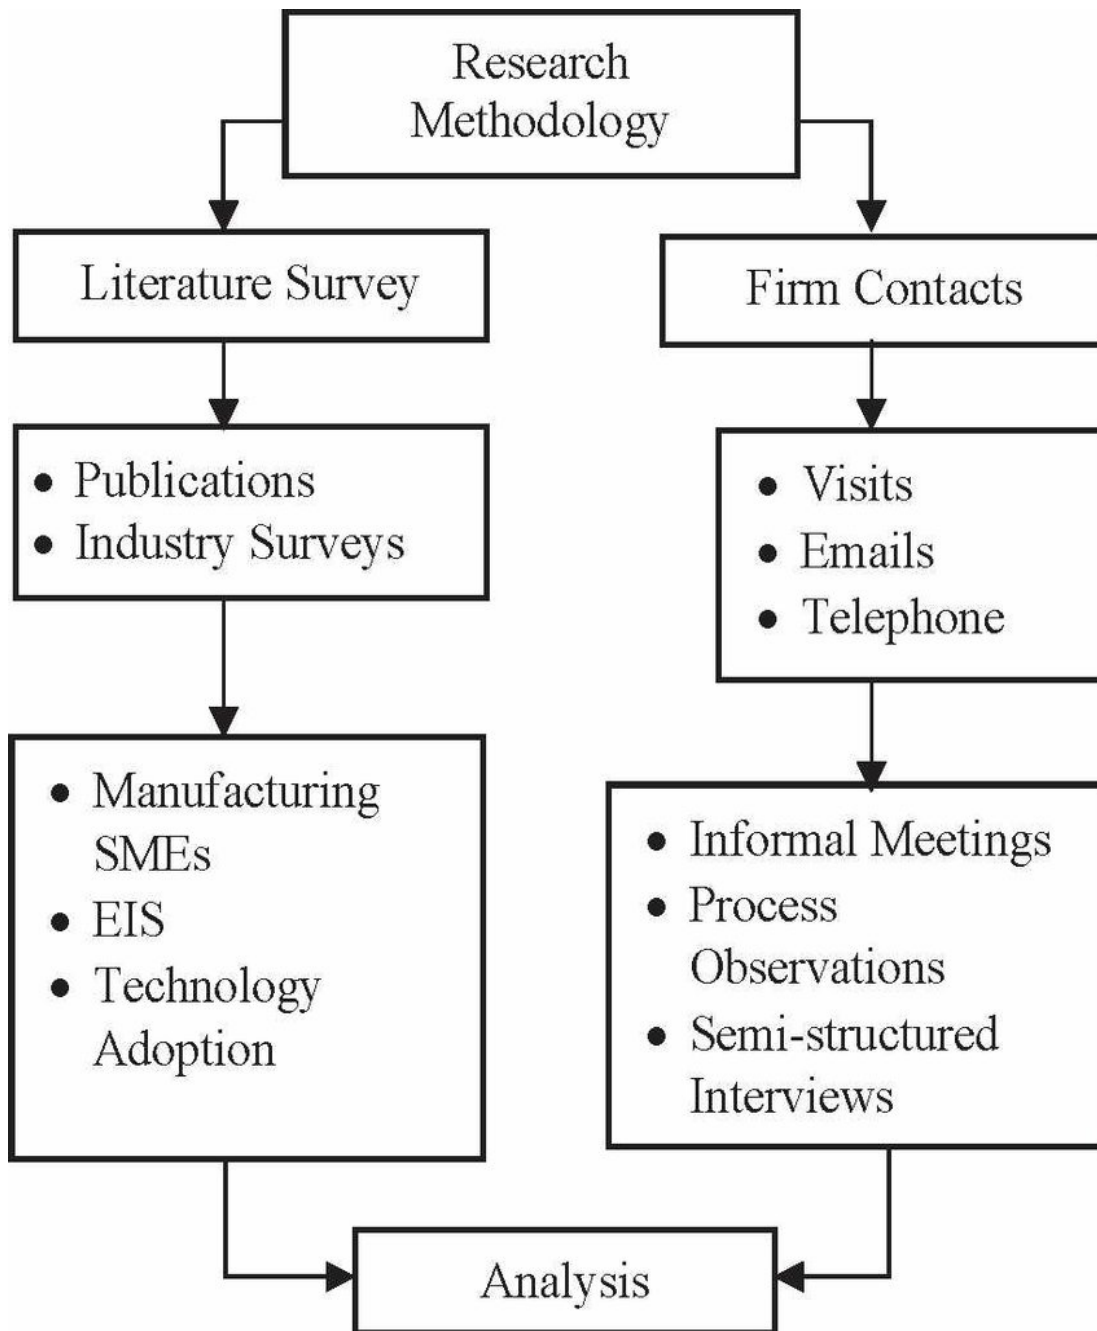 Research
Methodology
Literature Survey
Firm Contacts
• Publications
• Industry Surveys
• Visits
• Emails
• Telephone
• Manufacturing
SMEs
• EIS
• Technology
Adoption
• Informal Meetings
• Process
Observations
• Semi-structured
Interviews
Analysis